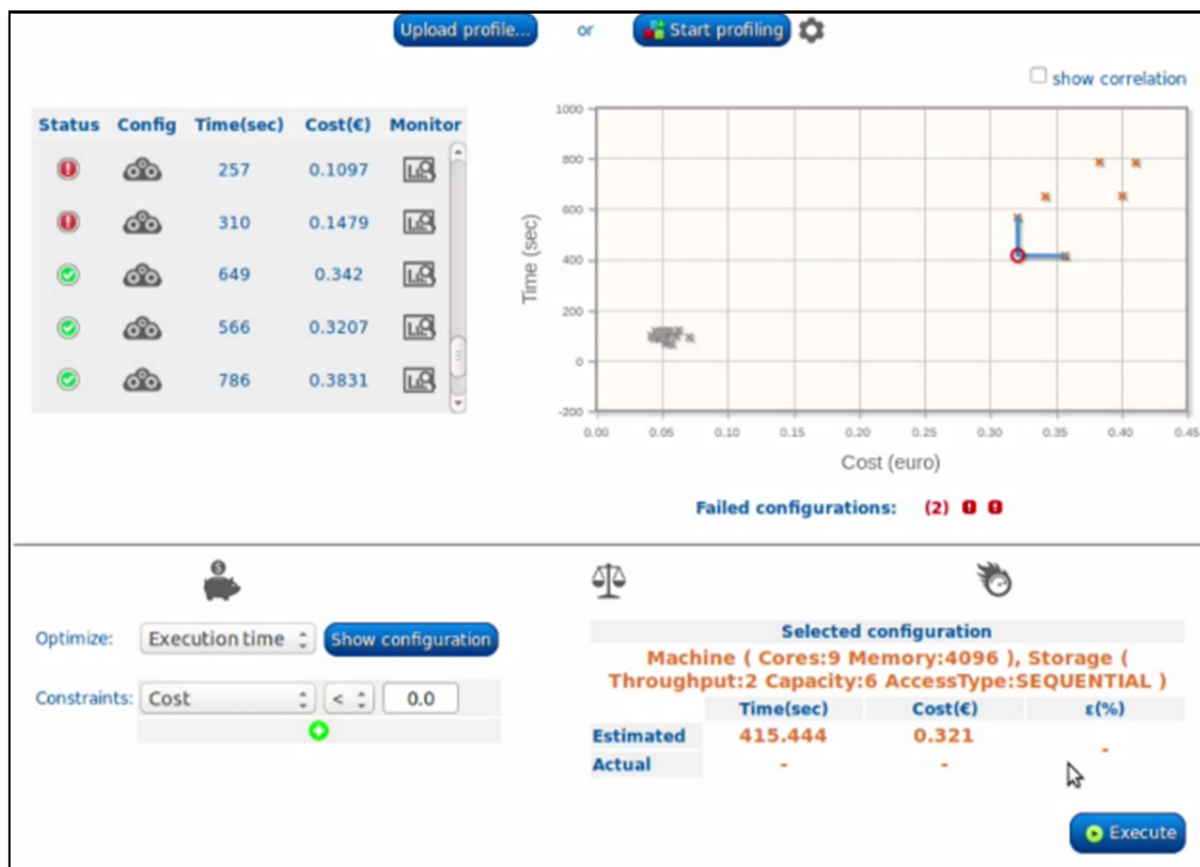 Upload profile... or Start profiling
show correlation
Status Config Time(sec) Cost(€) Monitor
257 0.1097
310 0.1479
649 0.342
566 0.3207
786 0.3831
Time (sec)
1000
800
600
400
200
0
-200
0.00 0.05 0.10 0.15 0.20 0.25 0.30 0.35 0.40 0.45
Cost (euro)
Failed configurations: (2)
Optimize: Execution time Show configuration
Constraints: Cost < 0.0
Selected configuration
Machine ( Cores:9 Memory:4096 ), Storage (
Throughput:2 Capacity:6 AccessType:SEQUENTIAL )
Time(sec) Cost(€) ε(%)
Estimated 415.444 0.321 -
Actual - -
Execute